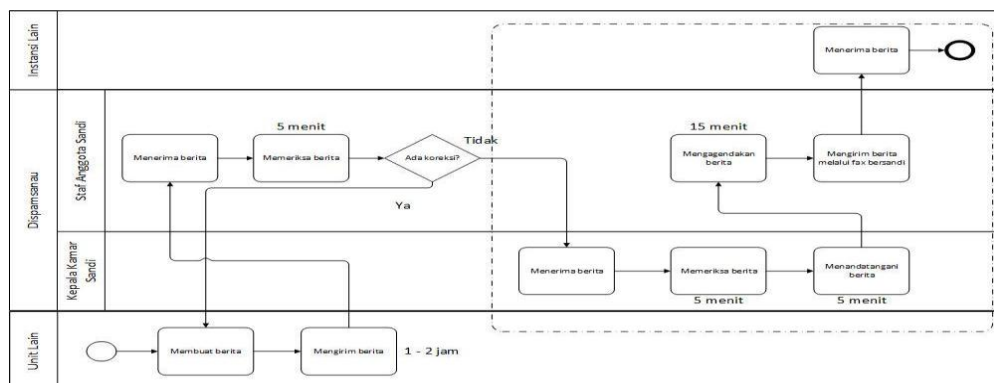 Instansi Lain
Menerima berita
Dispamsanau
Staf Anggota Sandi
Menerima berita
5 menit
Memeriksa berita
Ada koreksi?
Tidak
Ya
15 menit
Mengagendakan
berita
Mengirim berita
melalui fax bersandi
Kepala Kamar
Sandi
Menerima berita
Memeriksa berita
5 menit
Menandatangani
berita
5 menit
Unit Lain
Membuat berita
Mengirim berita
1 - 2 jam